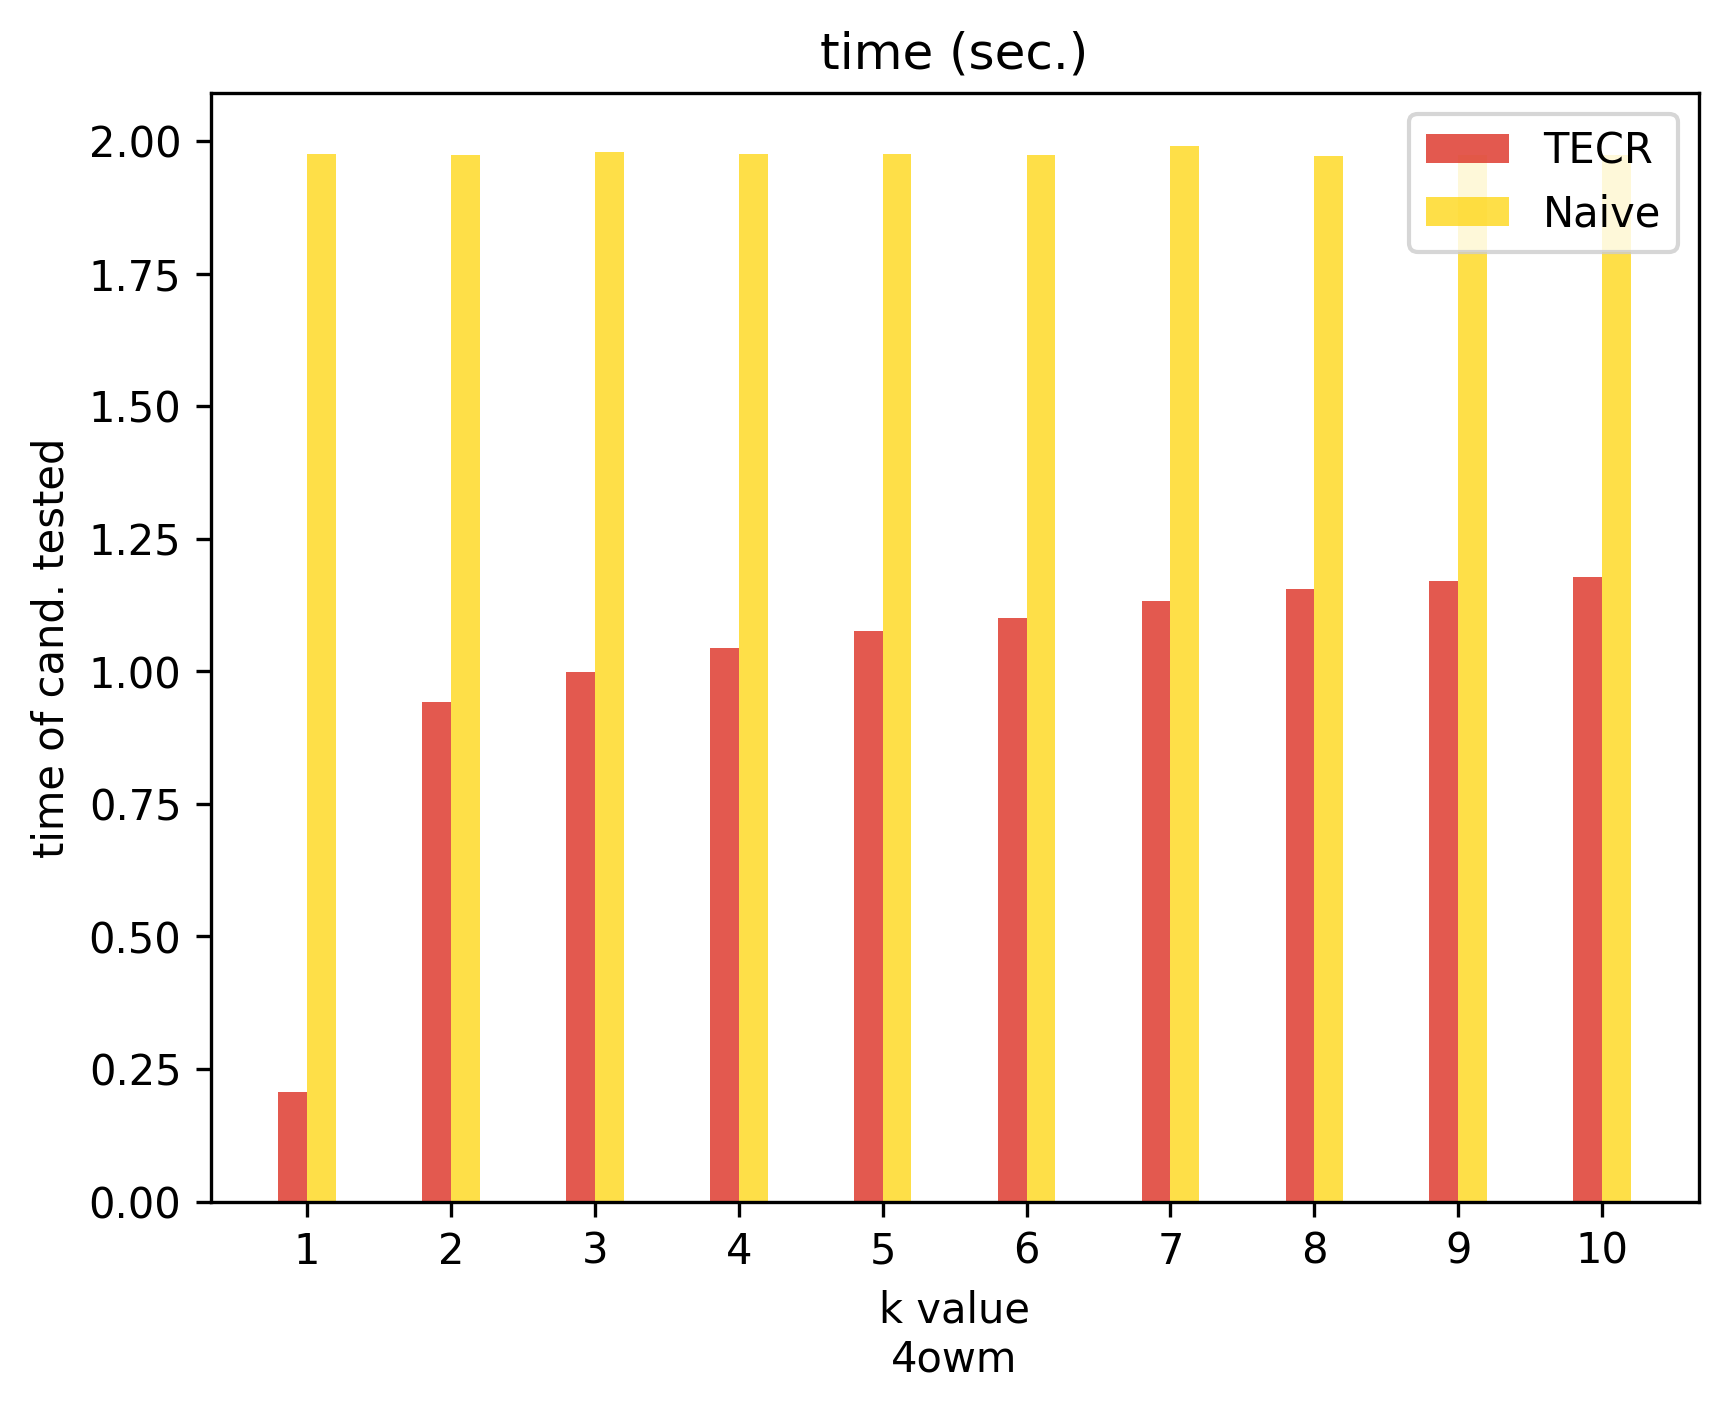 time (sec.)
TECR
Naive
time of cand. tested
2.00
1.75
1.50
1.25
1.00
0.75
0.50
0.25
0.00
1 2 3 4 5 6 7 8 9 10
k value
4owm